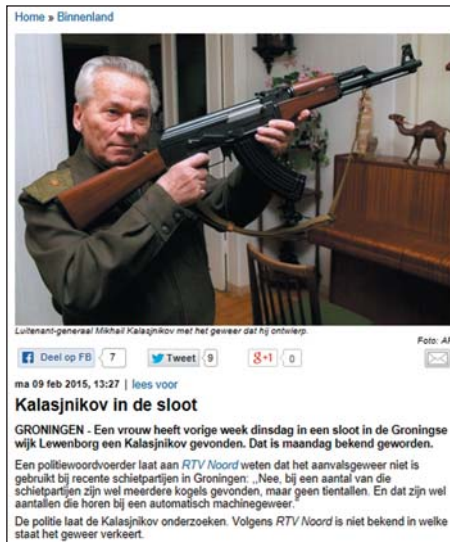 Home » Binnenland
Luitenant-generaal Mikhail Kalasjnikov met het geweer dat hij ontwierp.
Foto: AF
Deel op FB 7 Tweet 9 g+1 0
ma 09 feb 2015, 13:27 | lees voor
Kalasjnikov in de sloot
GRONINGEN - Een vrouw heeft vorige week dinsdag in een sloot in de Groningse
wijk Lewenborg een Kalasjnikov gevonden. Dat is maandag bekend geworden.
Een politiewoordvoerder laat aan RTV Noord weten dat het aanvalsgeweer niet is
gebruikt bij recente schietpartijen in Groningen: ,,Nee, bij een aantal van die
schietpartijen zijn wel meerdere kogels gevonden, maar geen tientallen. En dat zijn wel
aantallen die horen bij een automatisch machinegeweer."
De politie laat de Kalasjnikov onderzoeken. Volgens RTV Noord is niet bekend in welke
staat het geweer verkeert.